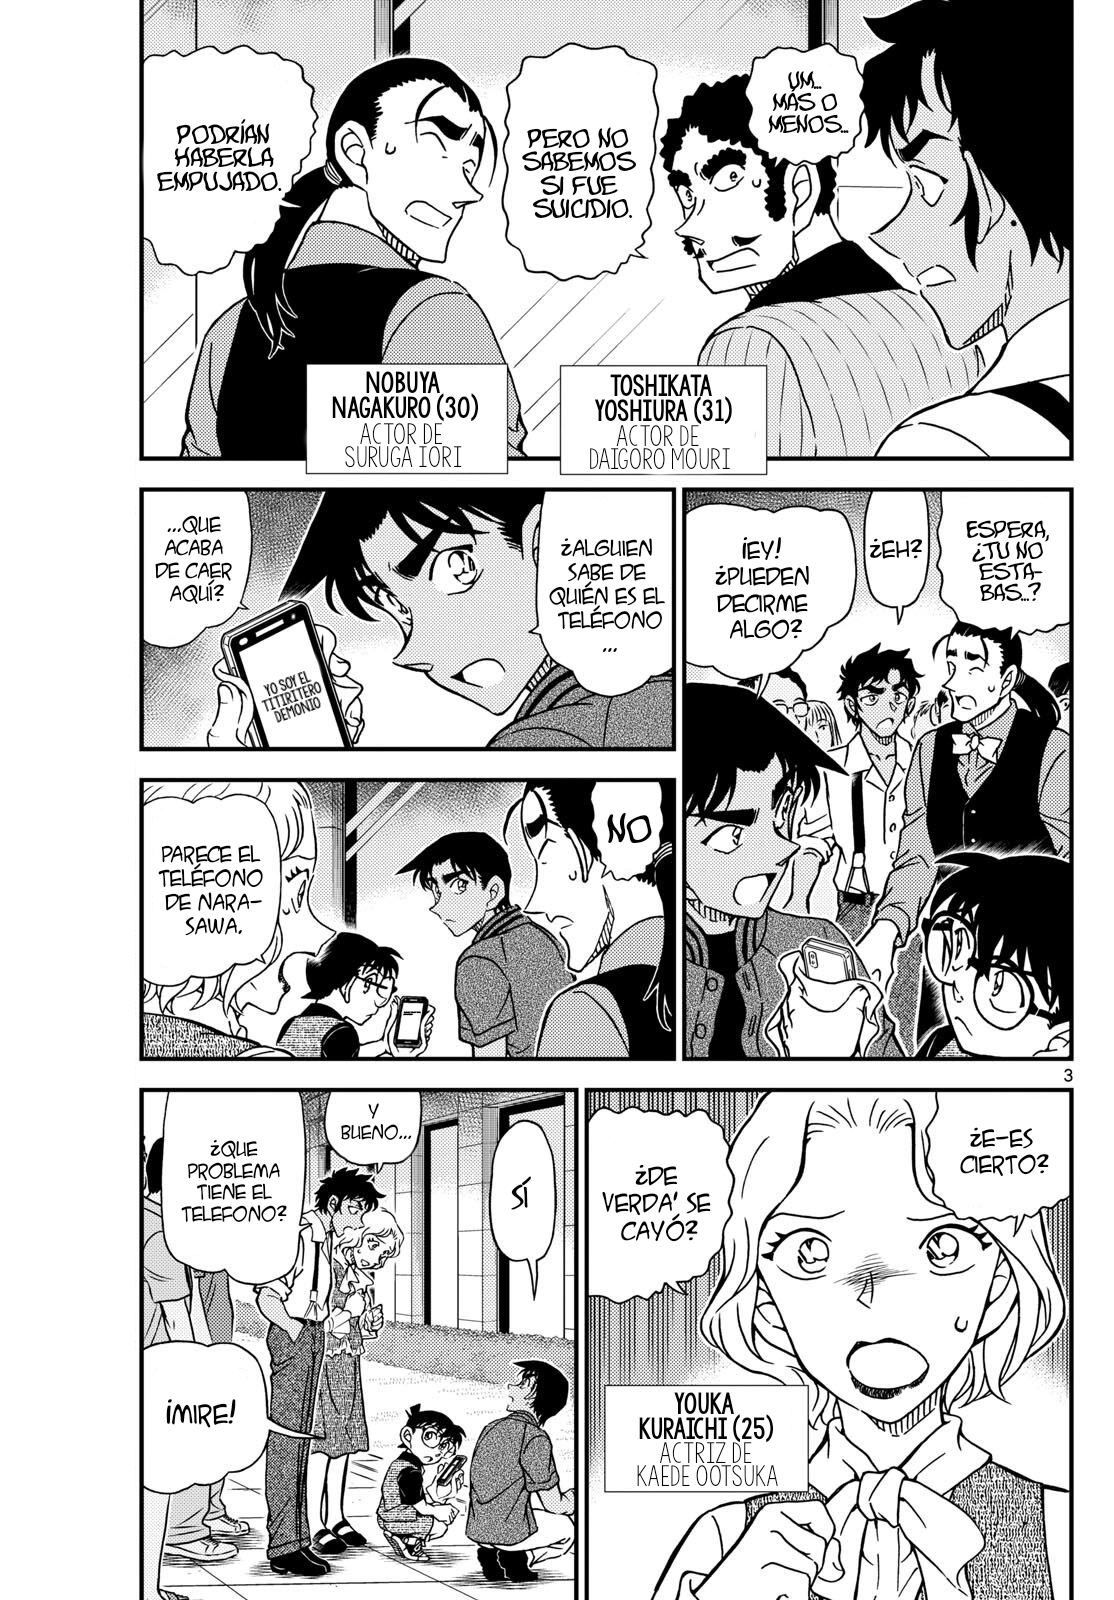 UM...
MÁS O
MENOS...
PERO NO
SABEMOS
SI FUE
SUICIDIO.
PODRÍAN
HABERLA
EMPUJADO.
TOSHIKATA
YOSHIURA (31)
ACTOR DE
DAIGORO MOURI
NOBUYA
NAGAKURO (30)
ACTOR DE
SURUGA IORI
ESPERA,
¿TU NO
ESTA-
BAS...?
¿EH?
¡EY!
¿PUEDEN
DECIRME
ALGO?
¿ALGUIEN
SABE DE
QUIÉN ES EL
TELÉFONO
...
...QUE
ACABA
DE CAER
AQUÍ?
YO SOY EL
TITIRITERO
DEMONIO
NO
PARECE EL
TELÉFONO
DE NARA-
SAWA.
3
¿E-ES
CIERTO?
¿DE
VERDA' SE
CAYÓ?
YOUKA
KURAICHI (25)
ACTRIZ DE
KAEDE OOTSUKA
SÍ
Y
BUENO...
¿QUE
PROBLEMA
TIENE EL
TELEFONO?
¡MIRE!